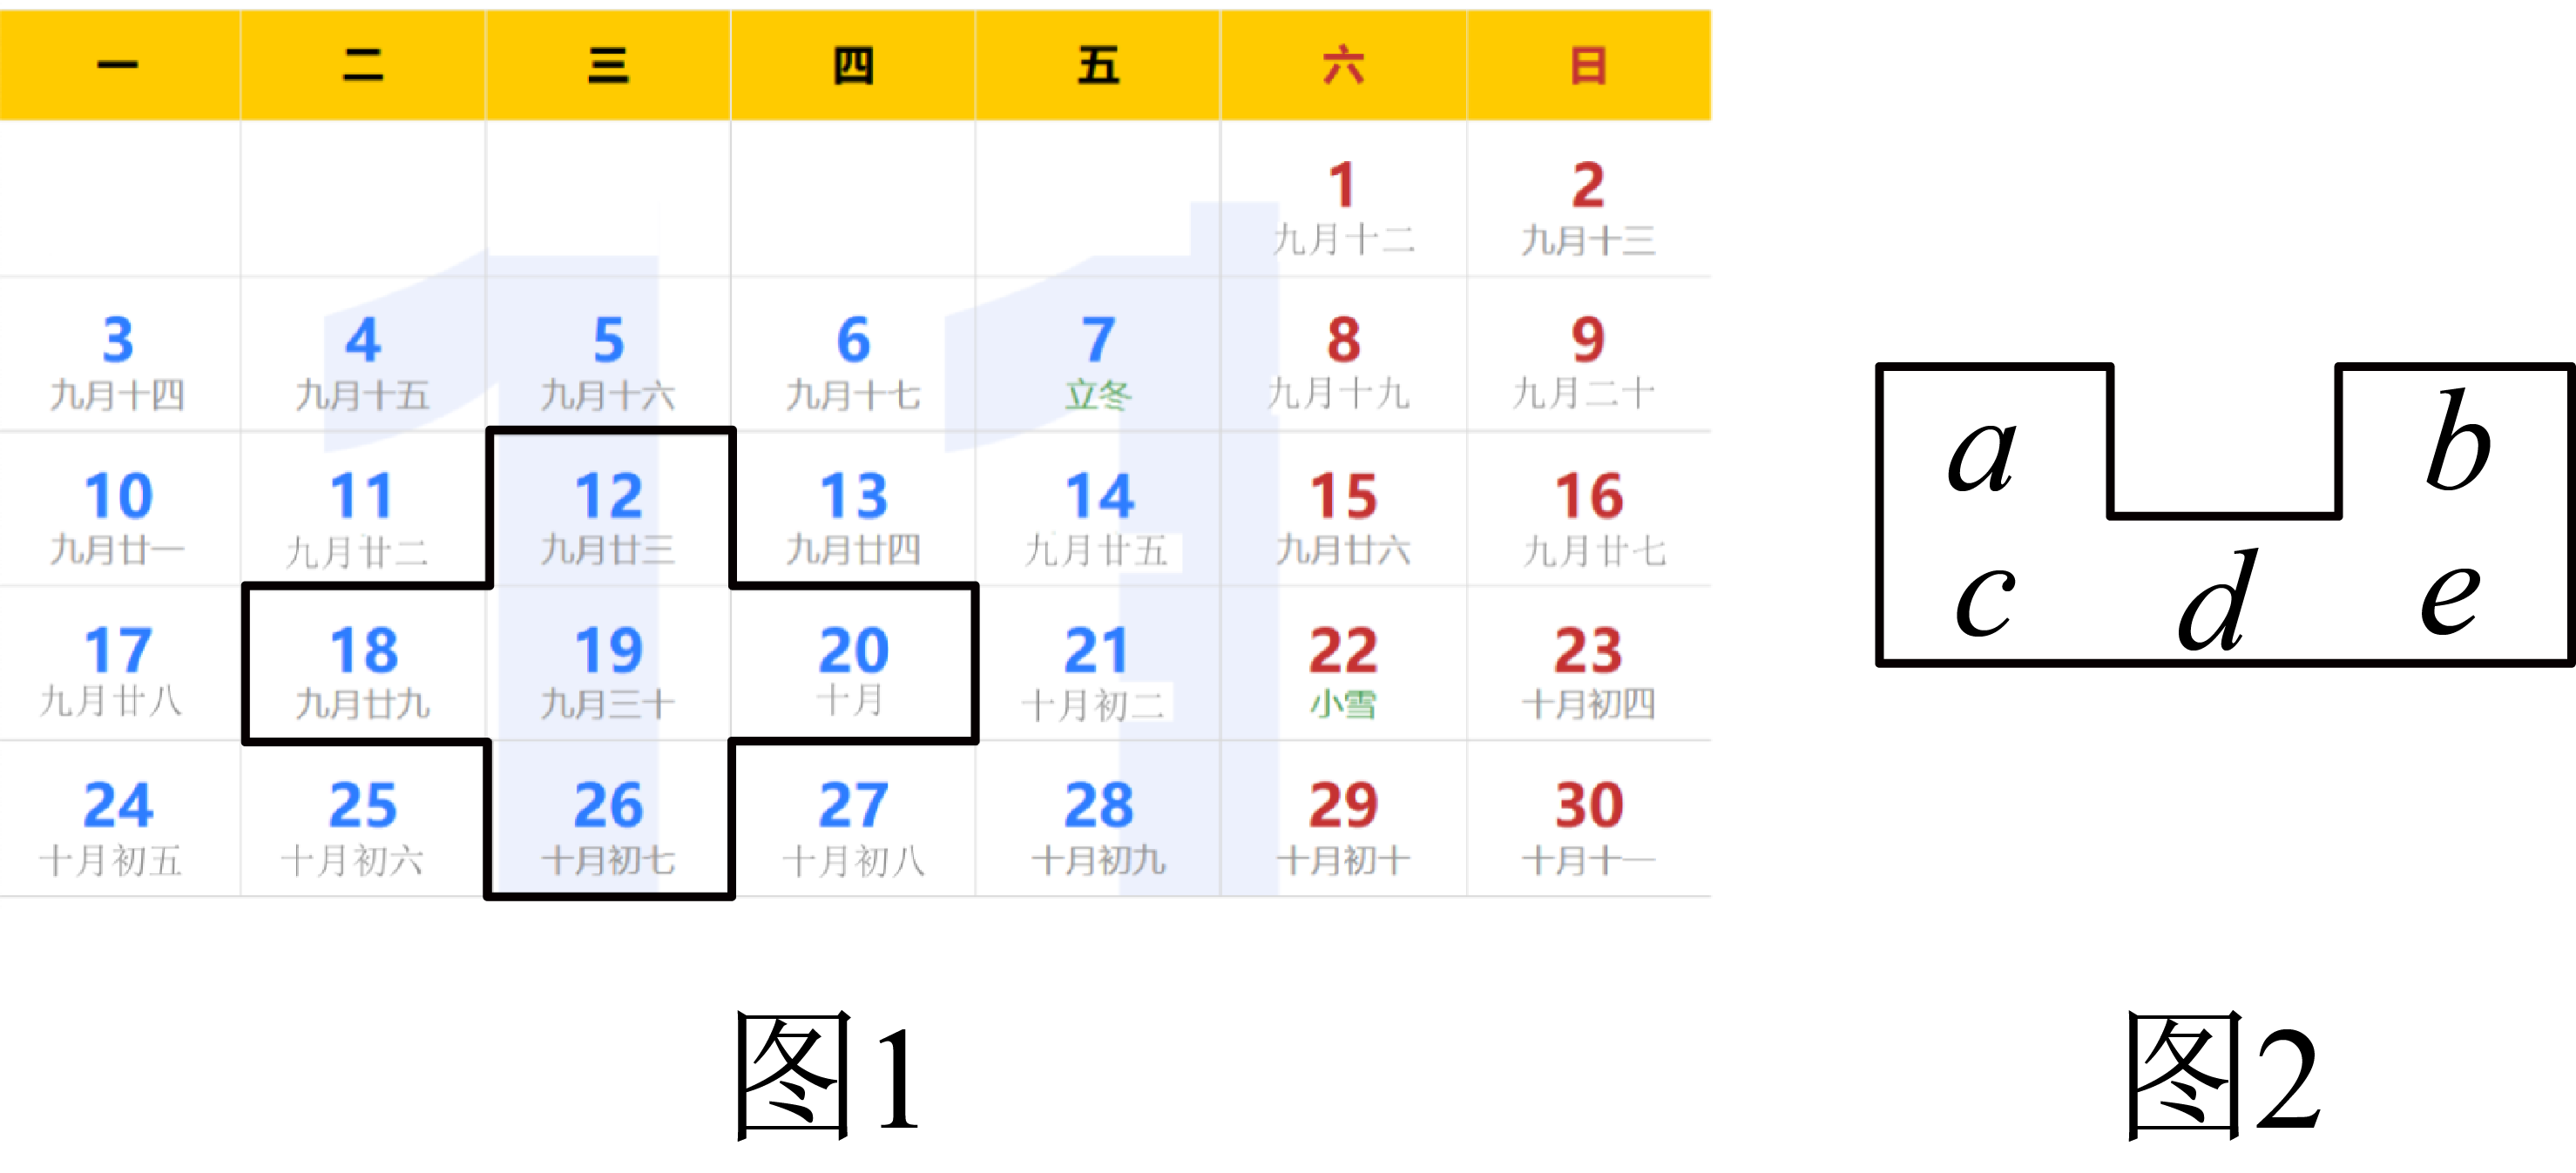 一 二 三 四 五 六 日
1 2
九月十二 九月十三
3 4 5 6 7 8 9
九月十四 九月十五 九月十六 九月十七 立冬 九月十九 九月二十
10 11 12 13 14 15 16
九月廿一 九月廿二 九月廿三 九月廿四 九月廿五 九月廿六 九月廿七
17 18 19 20 21 22 23
九月廿八 九月廿九 九月三十 十月 十月初二 小雪 十月初四
24 25 26 27 28 29 30
十月初五 十月初六 十月初七 十月初八 十月初九 十月初十 十月十一
11
图1
a b
c d e
图2